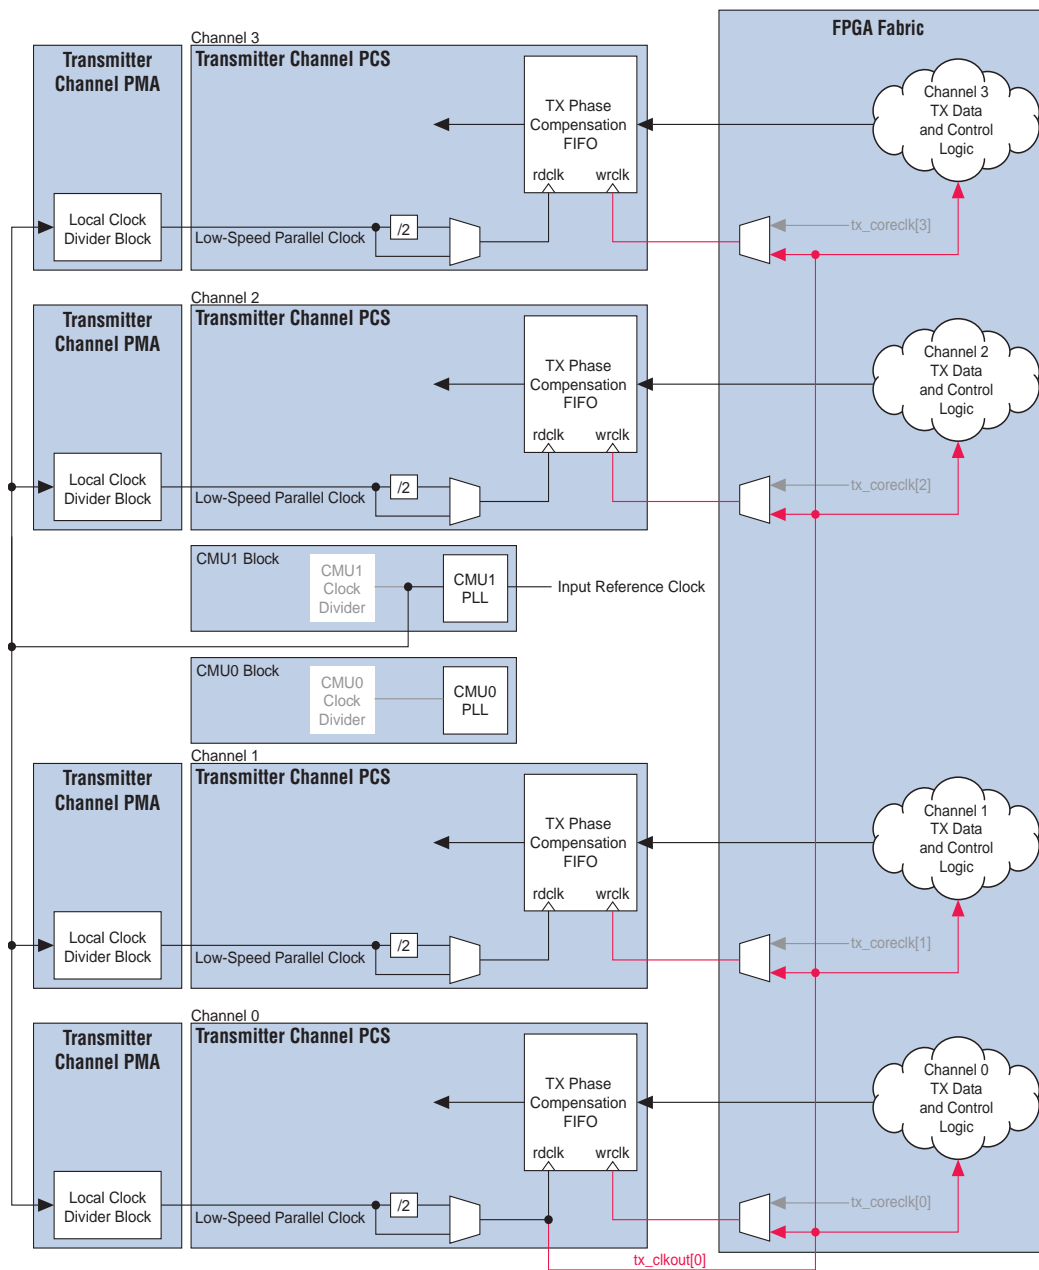 FPGA Fabric
Channel 3
Transmitter
Channel PMA
Transmitter Channel PCS
TX Phase
Compensation
FIFO
rdclk
wrclk
Channel 3
TX Data
and Control
Logic
Local Clock
Divider Block
Low-Speed Parallel Clock
/2
tx_coreclk[3]
Channel 2
Transmitter
Channel PMA
Transmitter Channel PCS
TX Phase
Compensation
FIFO
rdclk
wrclk
Channel 2
TX Data
and Control
Logic
Local Clock
Divider Block
Low-Speed Parallel Clock
/2
tx_coreclk[2]
CMU1 Block
CMU1
Clock
Divider
CMU1
PLL
Input Reference Clock
CMU0 Block
CMU0
Clock
Divider
CMU0
PLL
Channel 1
Transmitter
Channel PMA
Transmitter Channel PCS
TX Phase
Compensation
FIFO
rdclk
wrclk
Channel 1
TX Data
and Control
Logic
Local Clock
Divider Block
Low-Speed Parallel Clock
/2
tx_coreclk[1]
Channel 0
Transmitter
Channel PMA
Transmitter Channel PCS
TX Phase
Compensation
FIFO
rdclk
wrclk
Channel 0
TX Data
and Control
Logic
Local Clock
Divider Block
Low-Speed Parallel Clock
/2
tx_coreclk[0]
tx_clkout[0]